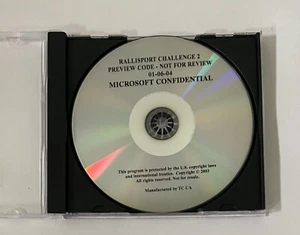 RALLISPORT CHALLENGE 2
PREVIEW CODE - NOT FOR REVIEW
01-06-04
MICROSOFT CONFIDENTIAL
This program is protected by the U.S. copyright laws
and international treaties. Copyright © 2003
All rights reserved. Not for resale.
Manufactured by TC CA